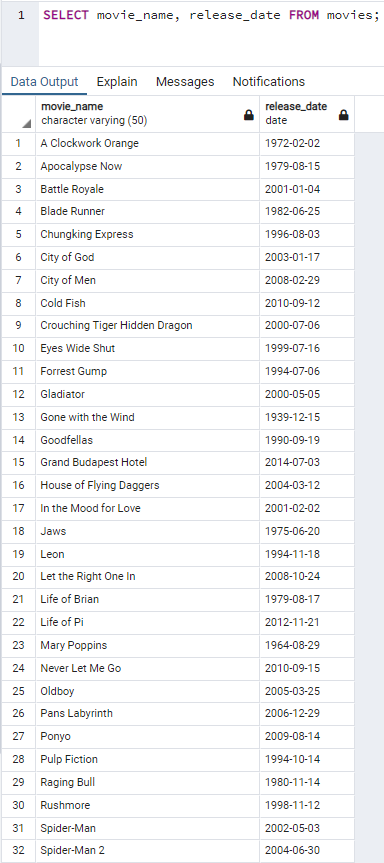 1 SELECT movie_name, release_date FROM movies;
Data Output Explain Messages Notifications
movie_name release_date
character varying (50) date
1 A Clockwork Orange 1972-02-02
2 Apocalypse Now 1979-08-15
3 Battle Royale 2001-01-04
4 Blade Runner 1982-06-25
5 Chungking Express 1996-08-03
6 City of God 2003-01-17
7 City of Men 2008-02-29
8 Cold Fish 2010-09-12
9 Crouching Tiger Hidden Dragon 2000-07-06
10 Eyes Wide Shut 1999-07-16
11 Forrest Gump 1994-07-06
12 Gladiator 2000-05-05
13 Gone with the Wind 1939-12-15
14 Goodfellas 1990-09-19
15 Grand Budapest Hotel 2014-07-03
16 House of Flying Daggers 2004-03-12
17 In the Mood for Love 2001-02-02
18 Jaws 1975-06-20
19 Leon 1994-11-18
20 Let the Right One In 2008-10-24
21 Life of Brian 1979-08-17
22 Life of Pi 2012-11-21
23 Mary Poppins 1964-08-29
24 Never Let Me Go 2010-09-15
25 Oldboy 2005-03-25
26 Pans Labyrinth 2006-12-29
27 Ponyo 2009-08-14
28 Pulp Fiction 1994-10-14
29 Raging Bull 1980-11-14
30 Rushmore 1998-11-12
31 Spider-Man 2002-05-03
32 Spider-Man 2 2004-06-30